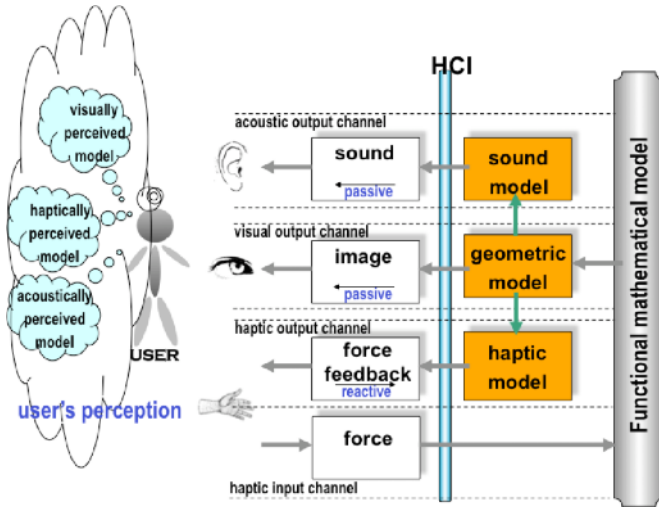 visually
perceived
model
haptically
perceived
model
acoustically
perceived
model
USER
user's perception
HCI
acoustic output channel
sound
passive
sound
model
visual output channel
image
passive
geometric
model
haptic output channel
force
feedback
reactive
haptic
model
force
haptic input channel
Functional mathematical model